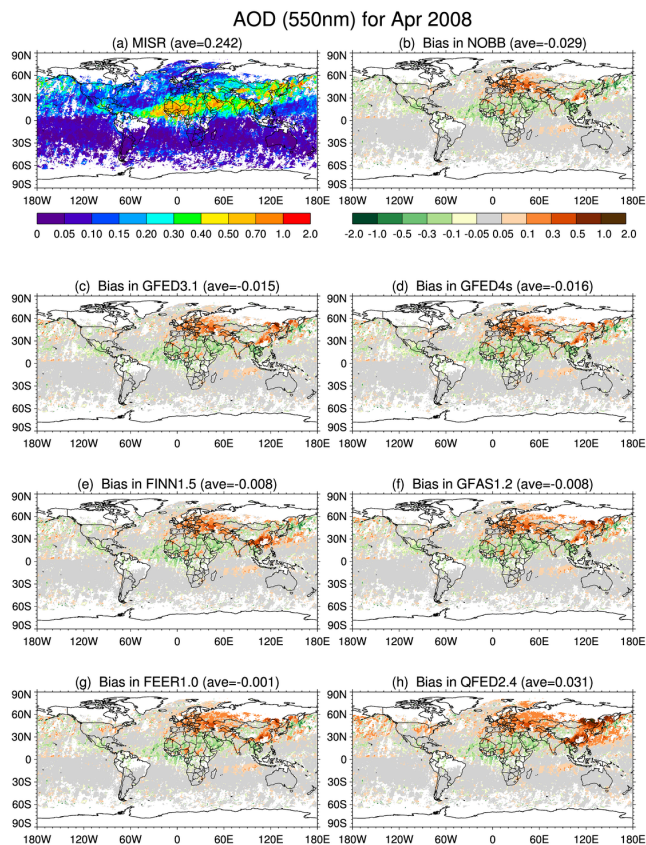 AOD (550nm) for Apr 2008
(a) MISR (ave=0.242)
(b) Bias in NOBB (ave=-0.029)
90N
60N
30N
0
30S
60S
90S
180W 120W 60W 0 60E 120E 180E
90N
60N
30N
0
30S
60S
90S
180W 120W 60W 0 60E 120E 180E
0 0.05 0.10 0.15 0.20 0.30 0.40 0.50 0.70 1.0 2.0
-2.0 -1.0 -0.5 -0.3 -0.1 -0.05 0.05 0.1 0.3 0.5 1.0 2.0
(c) Bias in GFED3.1 (ave=-0.015)
(d) Bias in GFED4s (ave=-0.016)
90N
60N
30N
0
30S
60S
90S
180W 120W 60W 0 60E 120E 180E
90N
60N
30N
0
30S
60S
90S
180W 120W 60W 0 60E 120E 180E
(e) Bias in FINN1.5 (ave=-0.008)
(f) Bias in GFAS1.2 (ave=-0.008)
90N
60N
30N
0
30S
60S
90S
180W 120W 60W 0 60E 120E 180E
90N
60N
30N
0
30S
60S
90S
180W 120W 60W 0 60E 120E 180E
(g) Bias in FEER1.0 (ave=-0.001)
(h) Bias in QFED2.4 (ave=0.031)
90N
60N
30N
0
30S
60S
90S
180W 120W 60W 0 60E 120E 180E
90N
60N
30N
0
30S
60S
90S
180W 120W 60W 0 60E 120E 180E